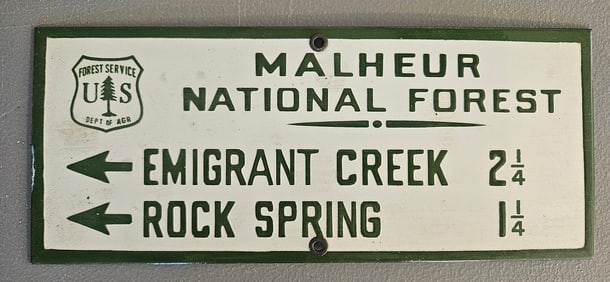 FOREST SERVICE
U S
DEPT OF AGR
MALHEUR
NATIONAL FOREST
EMIGRANT CREEK 2 1/4
ROCK SPRING 1 1/4